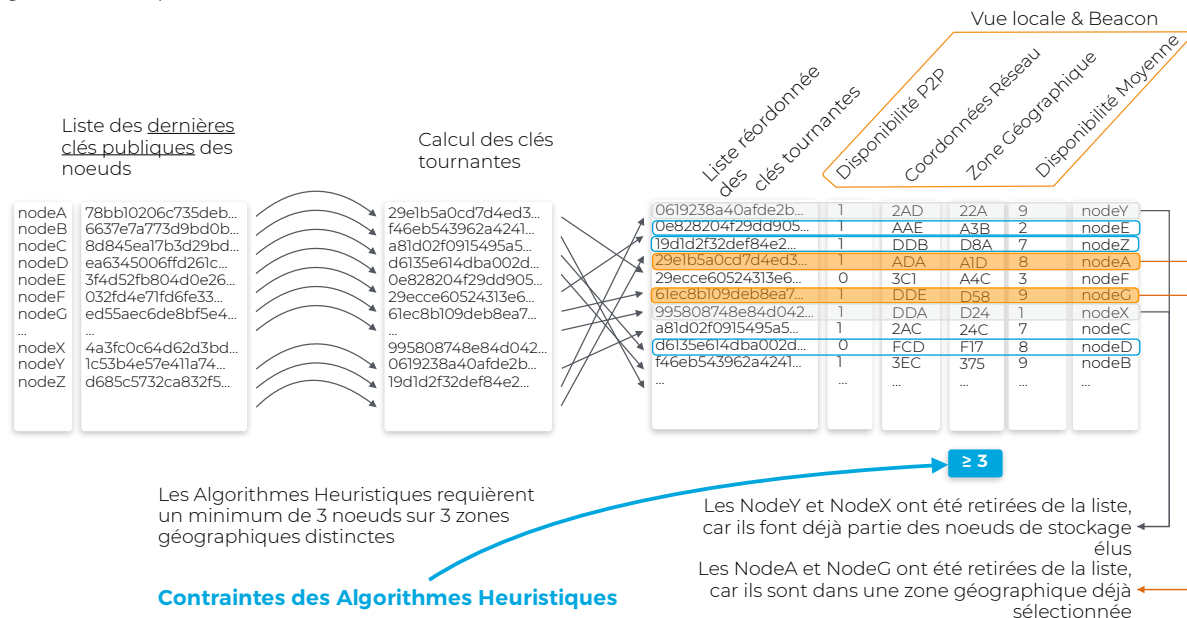 Vue locale & Beacon
Liste des dernières
clés publiques des
noeuds
Calcul des clés
tournantes
Liste réordonnée
des
clés tournantes
Disponibilité P2P
Coordonnées Réseau
Zone Géographique
Disponibilité Moyenne
nodeA 78bb10206c735deb... 29e1b5a0cd7d4ed3... 0619238a40afde2b... 1 2AD 22A 9 nodeY
nodeB 6637e7a773d9bd0b... f46eb543962a4241... 0e828204f29dd905... 1 AAE A3B 2 nodeE
nodeC 8d845ea17b3d29bd... a81d02f0915495a5... 19d1d2f32def84e2... 1 DDB D8A 7 nodeZ
nodeD ea6345006ffd261c... d6135e614dba002d... 29e1b5a0cd7d4ed3... 1 ADA A1D 8 nodeA
nodeE 3f4d52fb804d0e26... 0e828204f29dd905... 29ecce60524313e6... 0 3C1 A4C 3 nodeF
nodeF 032fd4e71fd6fe33... 29ecce60524313e6... 61ec8b109deb8ea7... 1 DDE D58 9 nodeG
nodeG ed55aec6de8bf5e4... 61ec8b109deb8ea7... 995808748e84d042... 1 DDA D24 1 nodeX
... ... ... a81d02f0915495a5... 1 2AC 24C 7 nodeC
nodeX 4a3fc0c64d62d3bd... 995808748e84d042... d6135e614dba002d... 0 FCD F17 8 nodeD
nodeY 1c53b4e57e411a74... 0619238a40afde2b... f46eb543962a4241... 1 3EC 375 9 nodeB
nodeZ d685c5732ca832f5... 19d1d2f32def84e2... ... ... ... ... ... ...
≥ 3
Les Algorithmes Heuristiques requièrent
un minimum de 3 noeuds sur 3 zones
géographiques distinctes
Contraintes des Algorithmes Heuristiques
Les NodeY et NodeX ont été retirées de la liste,
car ils font déjà partie des noeuds de stockage
élus
Les NodeA et NodeG ont été retirées de la liste,
car ils sont dans une zone géographique déjà
sélectionnée